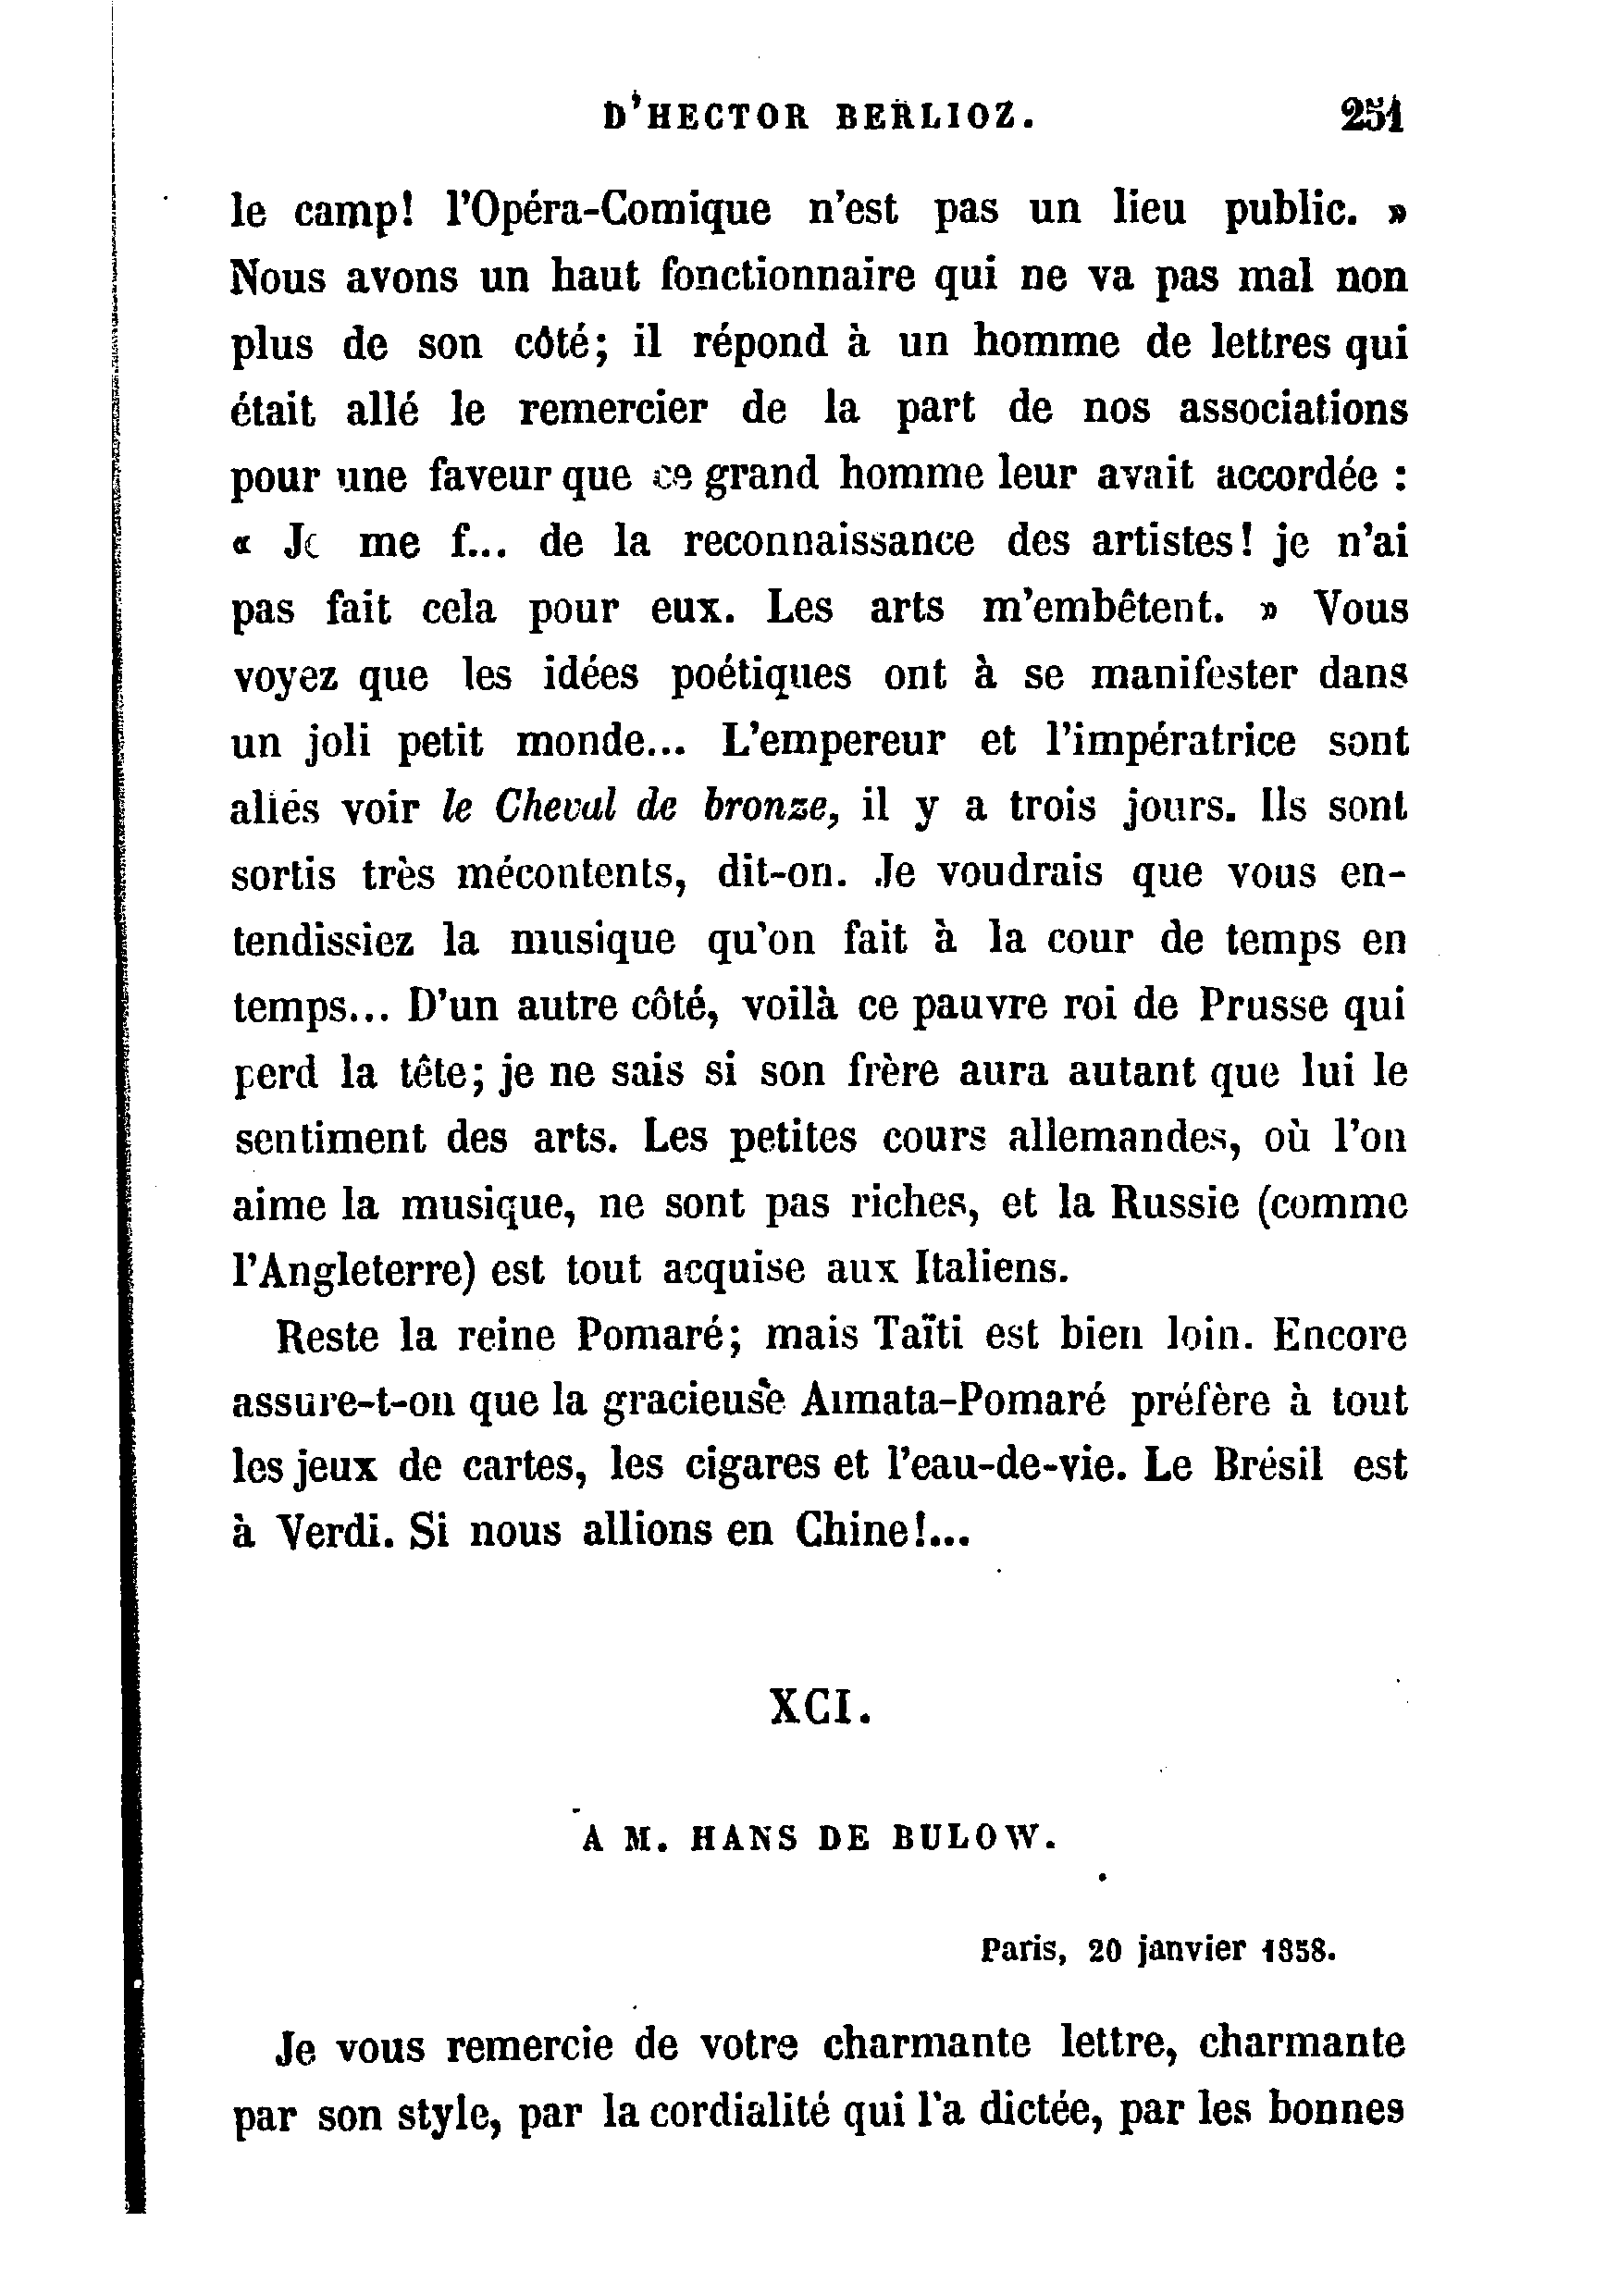 D'HECTOR BERLIOZ. 251
le camp! l'Opéra-Comique n'est pas un lieu public. »
Nous avons un haut fonctionnaire qui ne va pas mal non
plus de son côté; il répond à un homme de lettres qui
était allé le remercier de la part de nos associations
pour une faveur que ce grand homme leur avait accordée :
« Je me f... de la reconnaissance des artistes! je n'ai
pas fait cela pour eux. Les arts m'embêtent. » Vous
voyez que les idées poétiques ont à se manifester dans
un joli petit monde... L'empereur et l'impératrice sont
allés voir le Cheval de bronze, il y a trois jours. Ils sont
sortis très mécontents, dit-on. Je voudrais que vous en-
tendissiez la musique qu'on fait à la cour de temps en
temps... D'un autre côté, voilà ce pauvre roi de Prusse qui
perd la tête; je ne sais si son frère aura autant que lui le
sentiment des arts. Les petites cours allemandes, où l'on
aime la musique, ne sont pas riches, et la Russie (comme
l'Angleterre) est tout acquise aux Italiens.
Reste la reine Pomaré; mais Taïti est bien loin. Encore
assure-t-on que la gracieuse Aimata-Pomaré préfère à tout
les jeux de cartes, les cigares et l'eau-de-vie. Le Brésil est
à Verdi. Si nous allions en Chine!...
XCI.
A M. HANS DE BULOW.
Paris, 20 janvier 1858.
Je vous remercie de votre charmante lettre, charmante
par son style, par la cordialité qui l'a dictée, par les bonnes